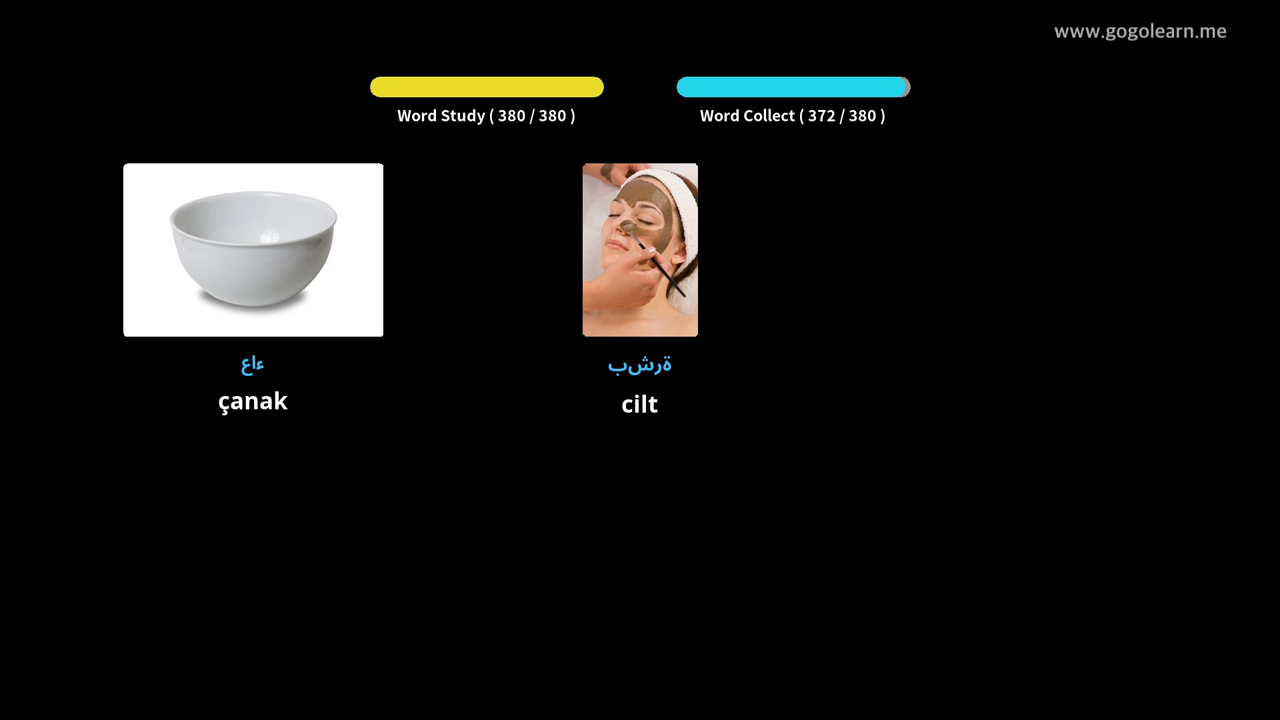 www.gogolearn.me
Word Study ( 380 / 380 )
Word Collect ( 372 / 380 )
ءاع
ةرشب
çanak
cilt